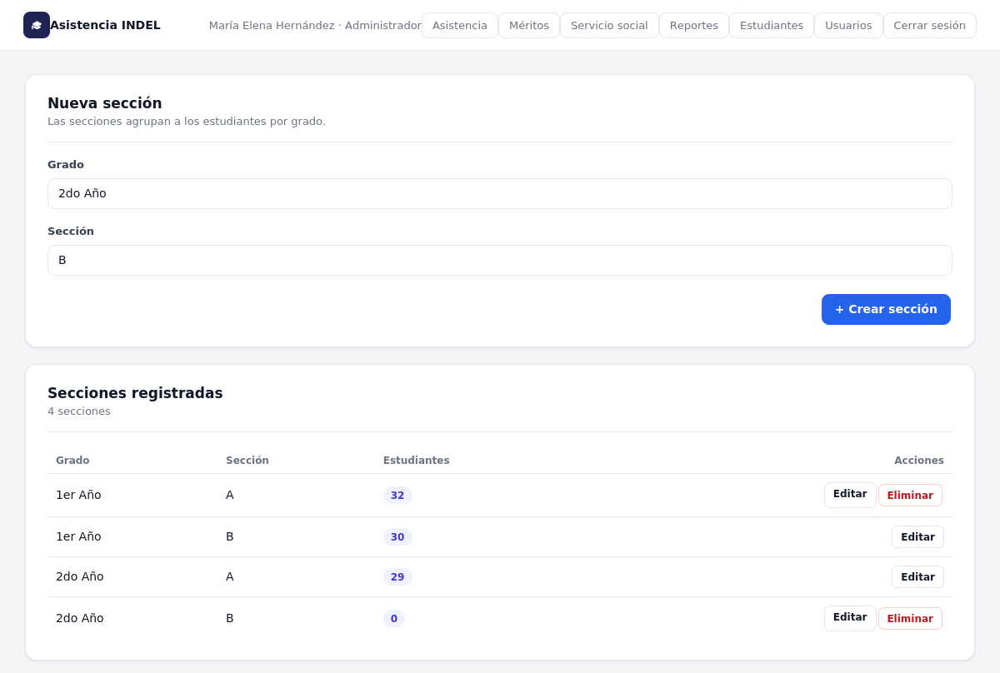 Asistencia INDEL
María Elena Hernández · Administrador
Asistencia
Méritos
Servicio social
Reportes
Estudiantes
Usuarios
Cerrar sesión
Nueva sección
Las secciones agrupan a los estudiantes por grado.
Grado
2do Año
Sección
B
+ Crear sección
Secciones registradas
4 secciones
Grado Sección Estudiantes Acciones
1er Año A 32 Editar Eliminar
1er Año B 30 Editar
2do Año A 29 Editar
2do Año B 0 Editar Eliminar